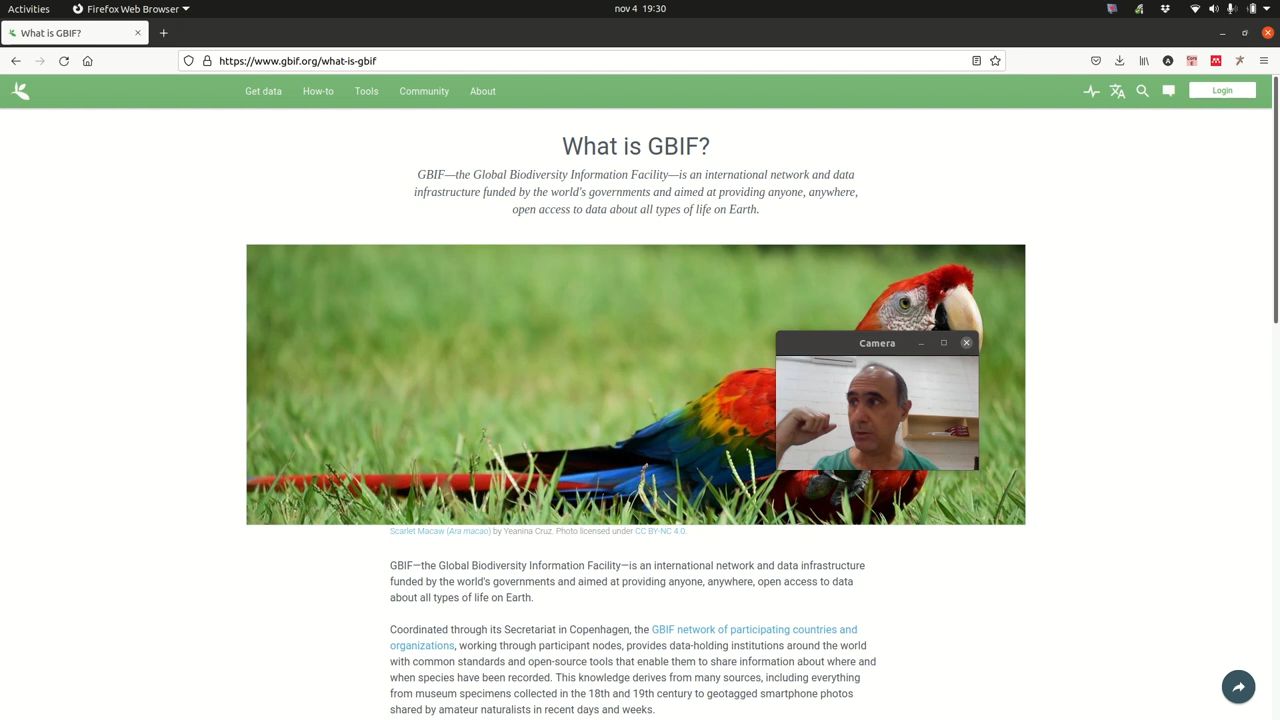 Activities
Firefox Web Browser
nov 4 19:30
What is GBIF?
https://www.gbif.org/what-is-gbif
Get data
How-to
Tools
Community
About
Login
What is GBIF?
GBIF—the Global Biodiversity Information Facility—is an international network and data
infrastructure funded by the world's governments and aimed at providing anyone, anywhere,
open access to data about all types of life on Earth.
Camera
Scarlet Macaw (Ara macao) by Yeanina Cruz. Photo licensed under CC BY-NC 4.0.
GBIF—the Global Biodiversity Information Facility—is an international network and data infrastructure
funded by the world's governments and aimed at providing anyone, anywhere, open access to data
about all types of life on Earth.
Coordinated through its Secretariat in Copenhagen, the GBIF network of participating countries and
organizations, working through participant nodes, provides data-holding institutions around the world
with common standards and open-source tools that enable them to share information about where and
when species have been recorded. This knowledge derives from many sources, including everything
from museum specimens collected in the 18th and 19th century to geotagged smartphone photos
shared by amateur naturalists in recent days and weeks.